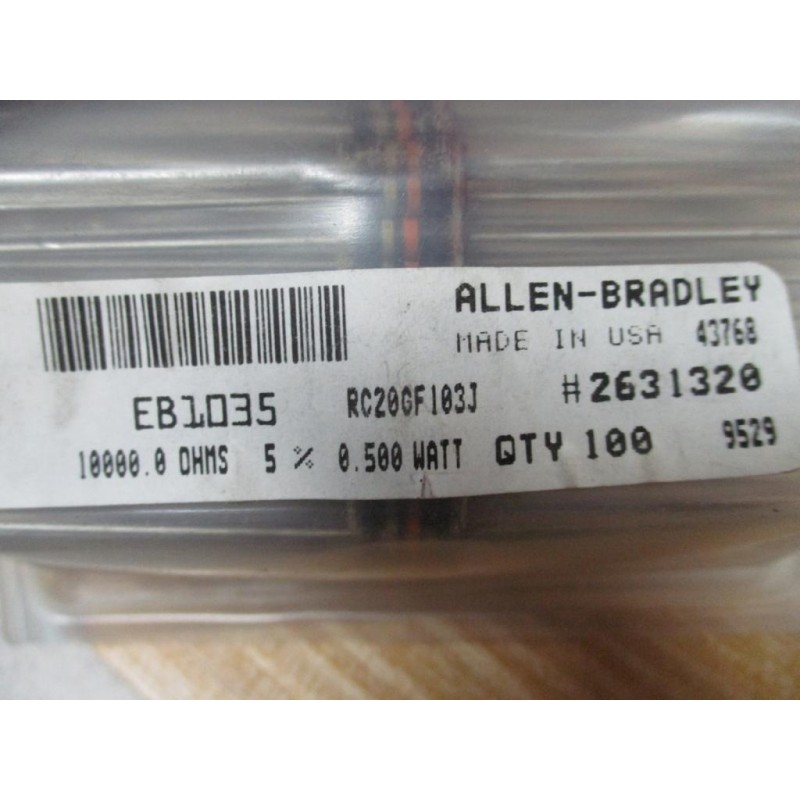 ALLEN-BRADLEY
MADE IN USA 43768
EB1035 RC20GF103J #2631320
10000.0 OHMS 5 % 0.500 WATT QTY 100 9529